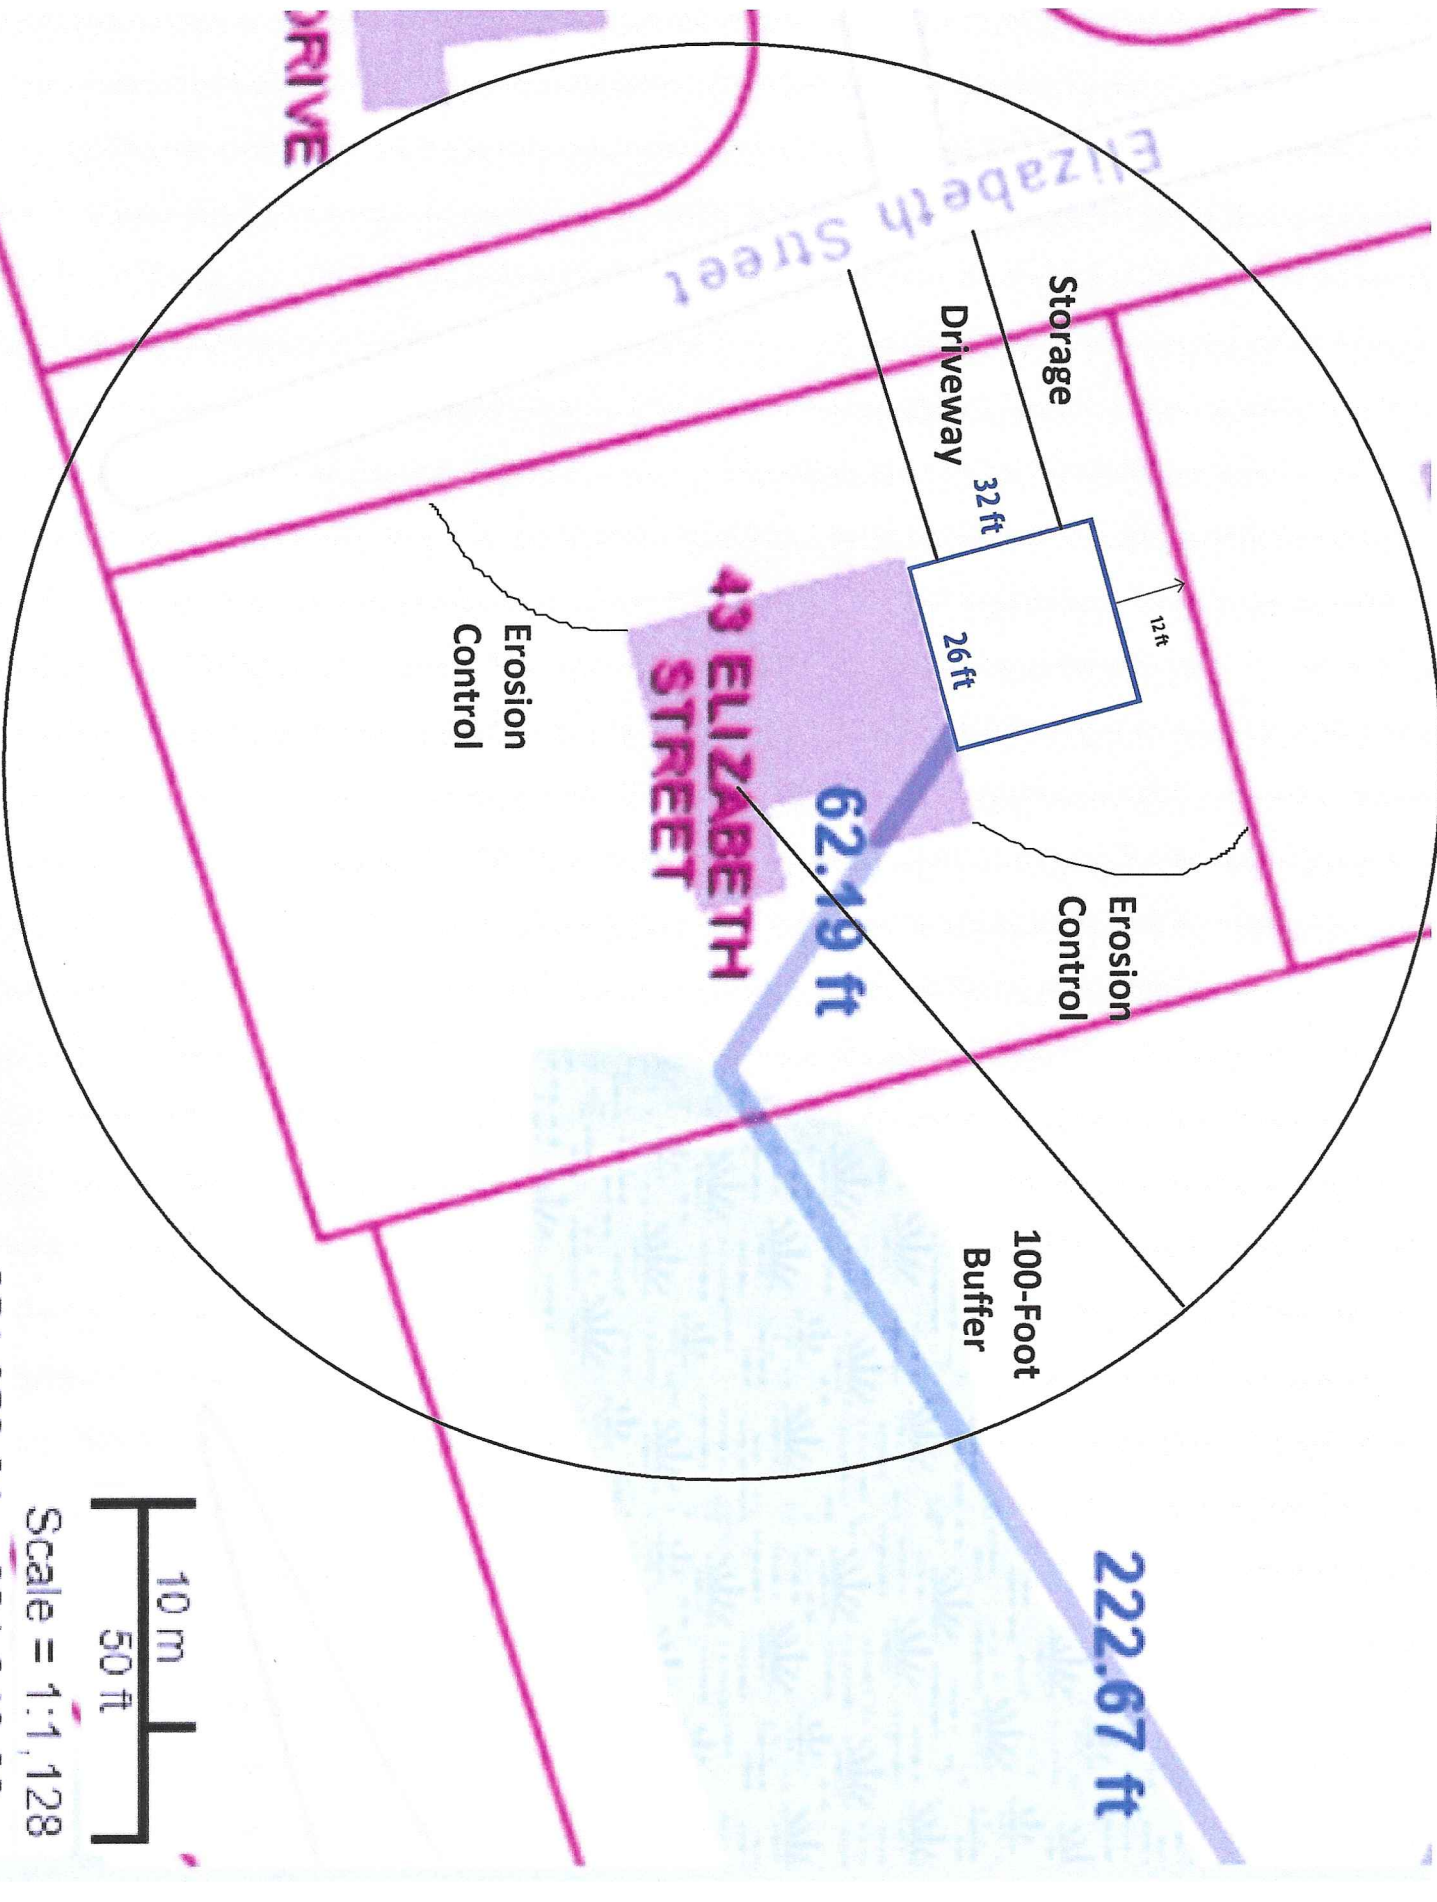 DRIVE
Elizabeth Street
Storage
Driveway
32 ft
12 ft
26 ft
43 ELIZABETH
STREET
62.19 ft
Erosion
Control
Erosion
Control
100-Foot
Buffer
222.67 ft
10 m
50 ft
Scale = 1:1,128